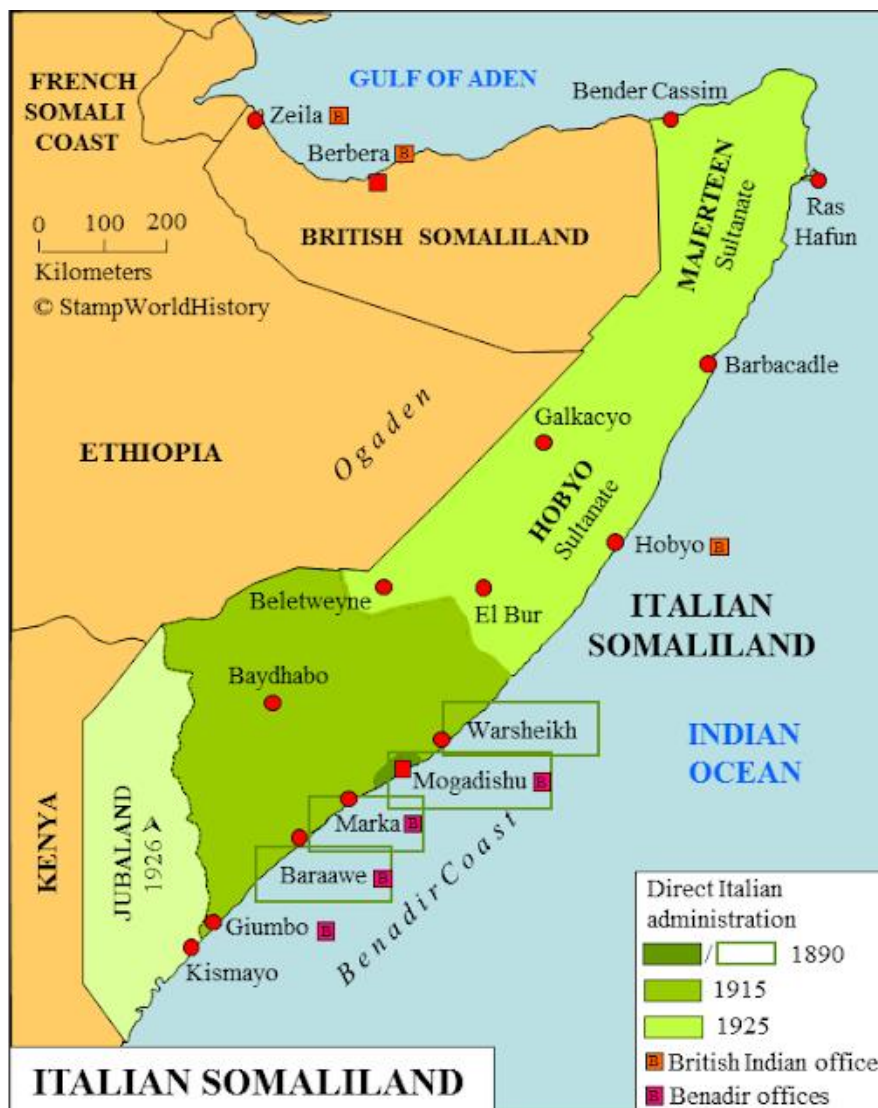 FRENCH
SOMALI
COAST
GULF OF ADEN
Bender Cassim
Zeila B
Berbera B
Ras
Hafun
0 100 200
Kilometers
© StampWorldHistory
BRITISH SOMALILAND
MAJERTEEN
Sultanate
Barbacadle
Galkacyo
Ogaden
ETHIOPIA
HOBYO
Sultanate
Hobyo B
Beletweyne
El Bur
ITALIAN
SOMALILAND
Baydhabo
Warsheikh
INDIAN
OCEAN
Mogadishu B
Marka B
Baraawe B
Benadir Coast
KENYA
JUBALAND
1926
Giumbo B
Kismayo
Direct Italian
administration
/ 1890
1915
1925
B British Indian office
B Benadir offices
ITALIAN SOMALILAND